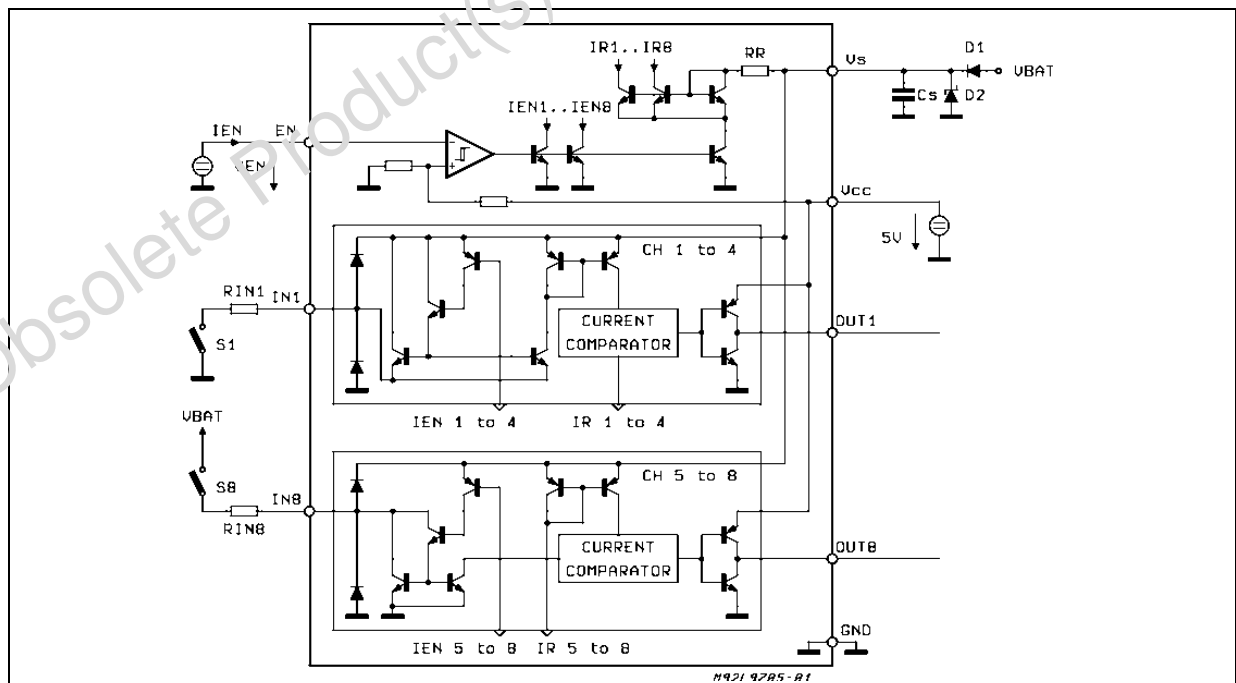 Obsolete Product(s)
IR1..IR8
RR
Vs
D1
VBAT
Cs
D2
IEN1..IEN8
IEN
EN
VEN
Vcc
5V
CH 1 to 4
RIN1
IN1
S1
CURRENT
COMPARATOR
OUT1
IEN 1 to 4
IR 1 to 4
VBAT
CH 5 to 8
S8
IN8
RIN8
CURRENT
COMPARATOR
OUT8
IEN 5 to 8
IR 5 to 8
GND
M92L9705-01